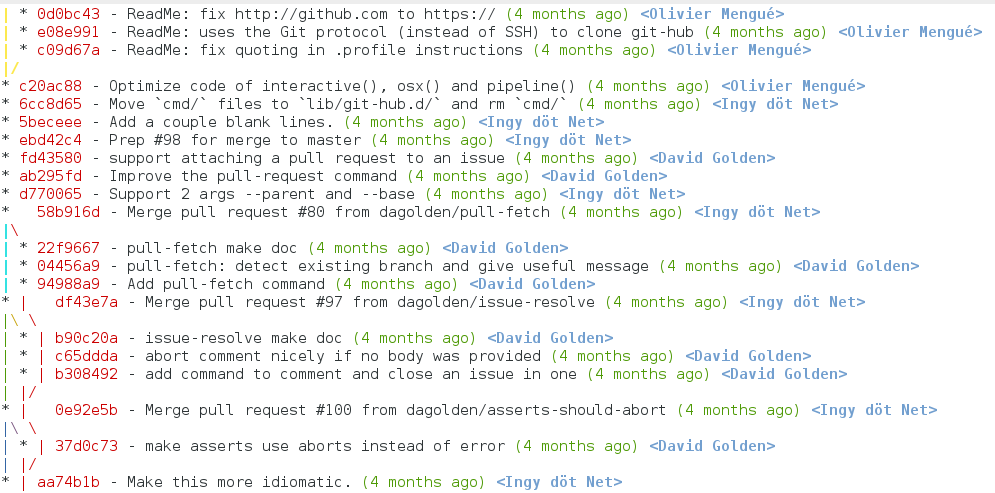 | * 0d0bc43 - ReadMe: fix http://github.com to https:// (4 months ago) <Olivier Mengué>
| * e08e991 - ReadMe: uses the Git protocol (instead of SSH) to clone git-hub (4 months ago) <Olivier Mengué>
| * c09d67a - ReadMe: fix quoting in .profile instructions (4 months ago) <Olivier Mengué>
|/
* c20ac88 - Optimize code of interactive(), osx() and pipeline() (4 months ago) <Olivier Mengué>
* 6cc8d65 - Move `cmd/` files to `lib/git-hub.d/` and rm `cmd/` (4 months ago) <Ingy döt Net>
* 5beceee - Add a couple blank lines. (4 months ago) <Ingy döt Net>
* ebd42c4 - Prep #98 for merge to master (4 months ago) <Ingy döt Net>
* fd43580 - support attaching a pull request to an issue (4 months ago) <David Golden>
* ab295fd - Improve the pull-request command (4 months ago) <David Golden>
* d770065 - Support 2 args --parent and --base (4 months ago) <Ingy döt Net>
*   58b916d - Merge pull request #80 from dagolden/pull-fetch (4 months ago) <Ingy döt Net>
|\
| * 22f9667 - pull-fetch make doc (4 months ago) <David Golden>
| * 04456a9 - pull-fetch: detect existing branch and give useful message (4 months ago) <David Golden>
| * 94988a9 - Add pull-fetch command (4 months ago) <David Golden>
* |   df43e7a - Merge pull request #97 from dagolden/issue-resolve (4 months ago) <Ingy döt Net>
|\ \
| * | b90c20a - issue-resolve make doc (4 months ago) <David Golden>
| * | c65ddda - abort comment nicely if no body was provided (4 months ago) <David Golden>
| * | b308492 - add command to comment and close an issue in one (4 months ago) <David Golden>
| |/
* |   0e92e5b - Merge pull request #100 from dagolden/asserts-should-abort (4 months ago) <Ingy döt Net>
|\ \
| * | 37d0c73 - make asserts use aborts instead of error (4 months ago) <David Golden>
| |/
* | aa74b1b - Make this more idiomatic. (4 months ago) <Ingy döt Net>